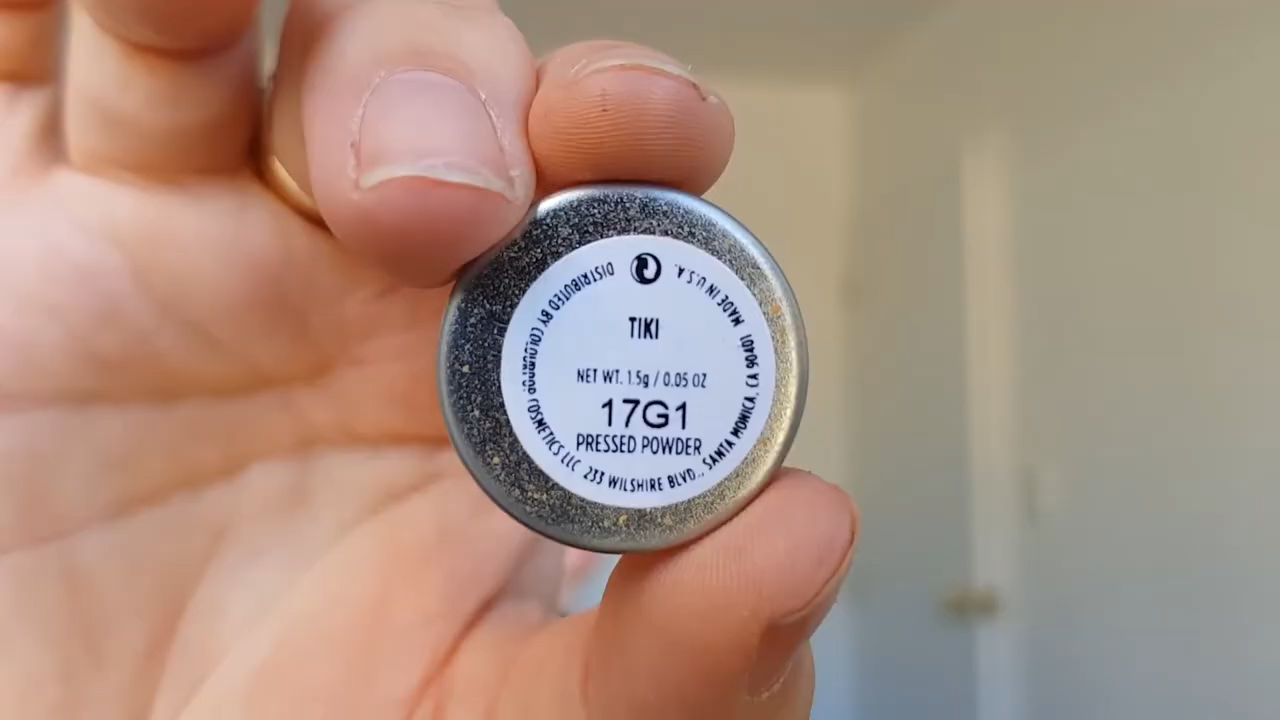 TIKI
NET WT. 1.5g / 0.05 OZ
17G1
PRESSED POWDER
DISTRIBUTED BY COLOURPOP COSMETICS LLC 233 WILSHIRE BLVD., SANTA MONICA, CA 90401 MADE IN U.S.A.